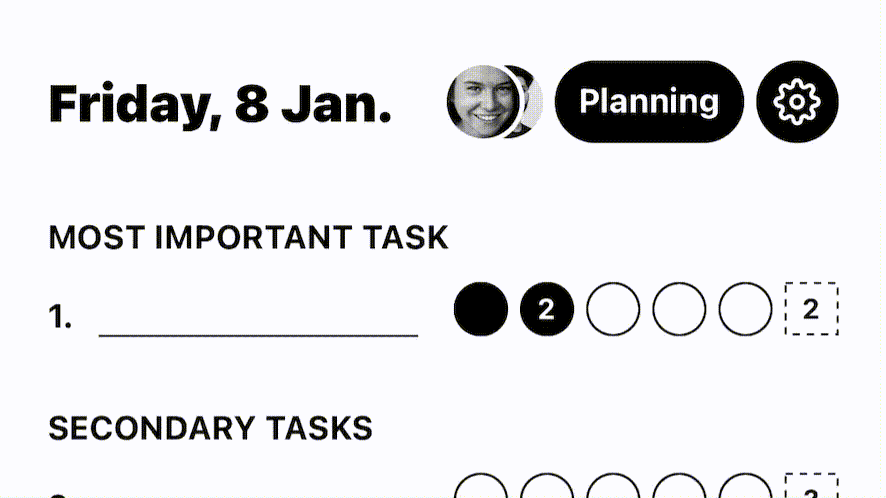 Friday, 8 Jan. Planning
MOST IMPORTANT TASK
1. 2 2
SECONDARY TASKS